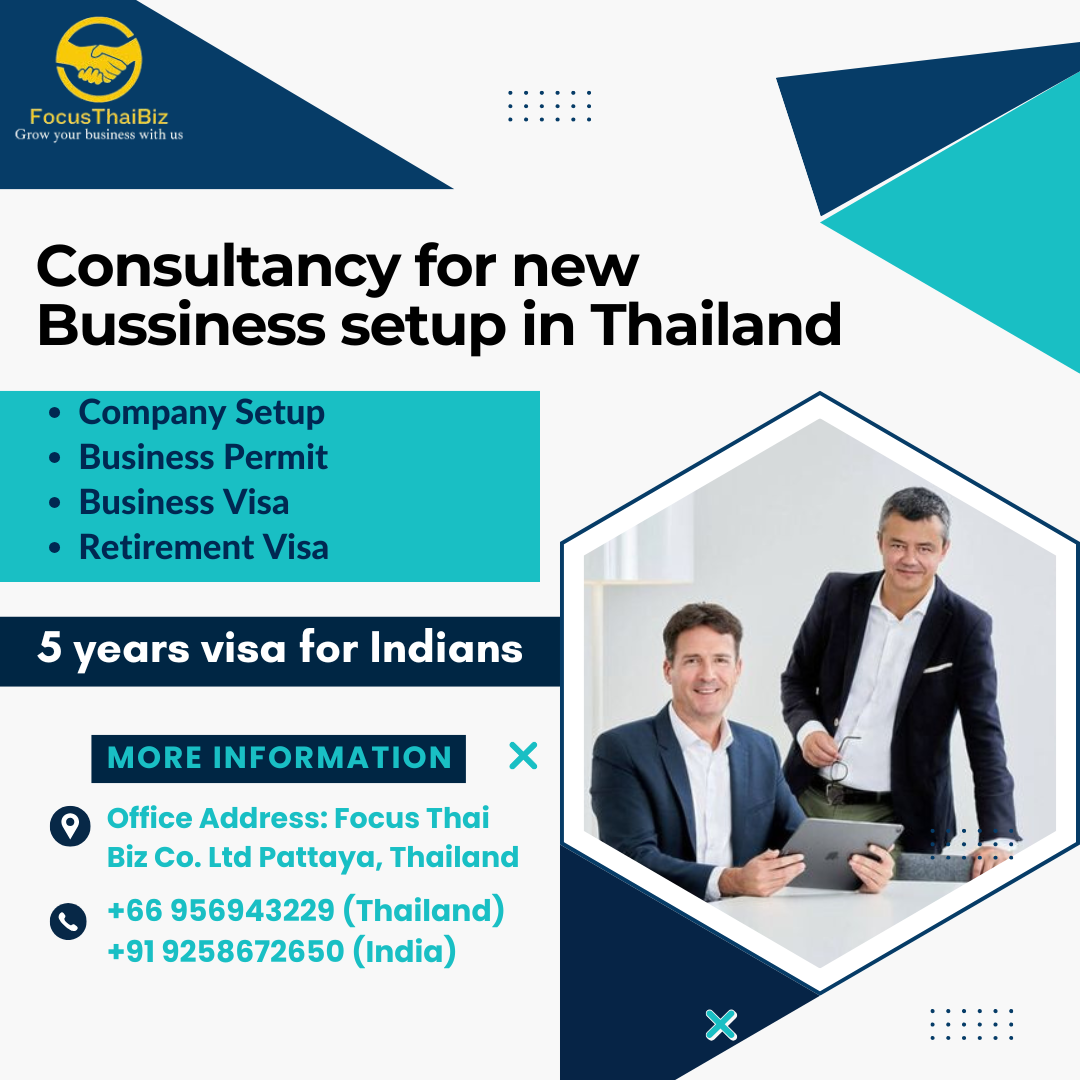 FocusThaiBiz
Grow your business with us
Consultancy for new
Bussiness setup in Thailand
• Company Setup
• Business Permit
• Business Visa
• Retirement Visa
5 years visa for Indians
MORE INFORMATION
Office Address: Focus Thai
Biz Co. Ltd Pattaya, Thailand
+66 956943229 (Thailand)
+91 9258672650 (India)